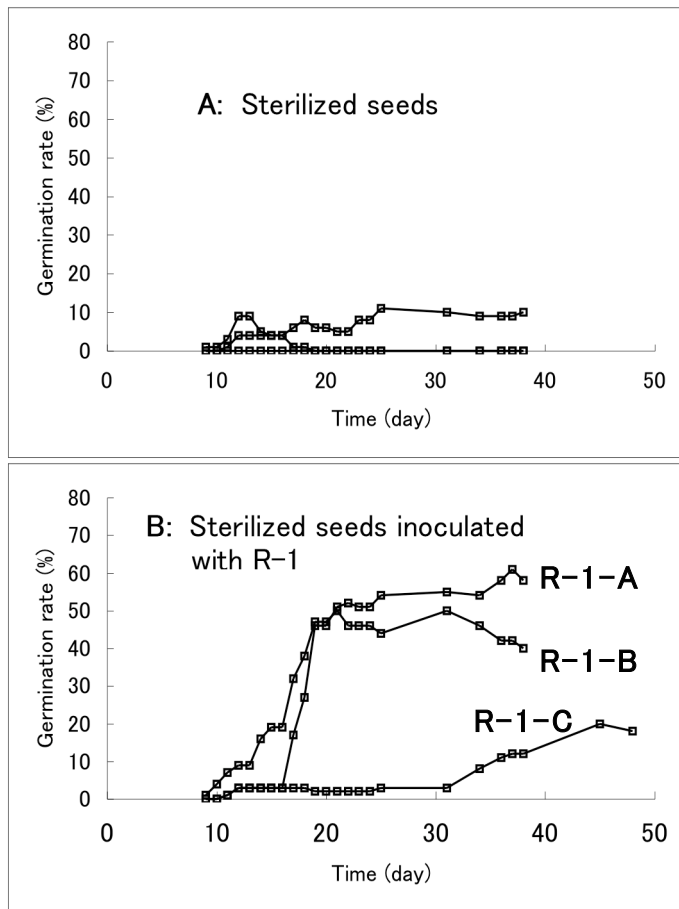 80
70
60
50
40
30
20
10
0
Germination rate (%)
A: Sterilized seeds
0 10 20 30 40 50
Time (day)
80
70
60
50
40
30
20
10
0
Germination rate (%)
B: Sterilized seeds inoculated
with R-1
R-1-A
R-1-B
R-1-C
0 10 20 30 40 50
Time (day)